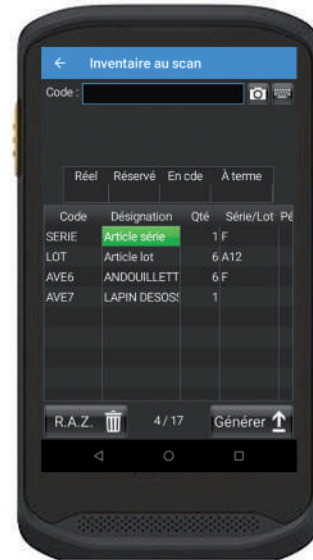 Inventaire au scan
Code :
Réel Réservé En cde À terme
Code Désignation Qté Série/Lot Pé
SERIE Article série 1 F
LOT Article lot 6 A12
AVE6 ANDOUILLETT 6 F
AVE7 LAPIN DESOSS 1
R.A.Z. 4/17 Générer